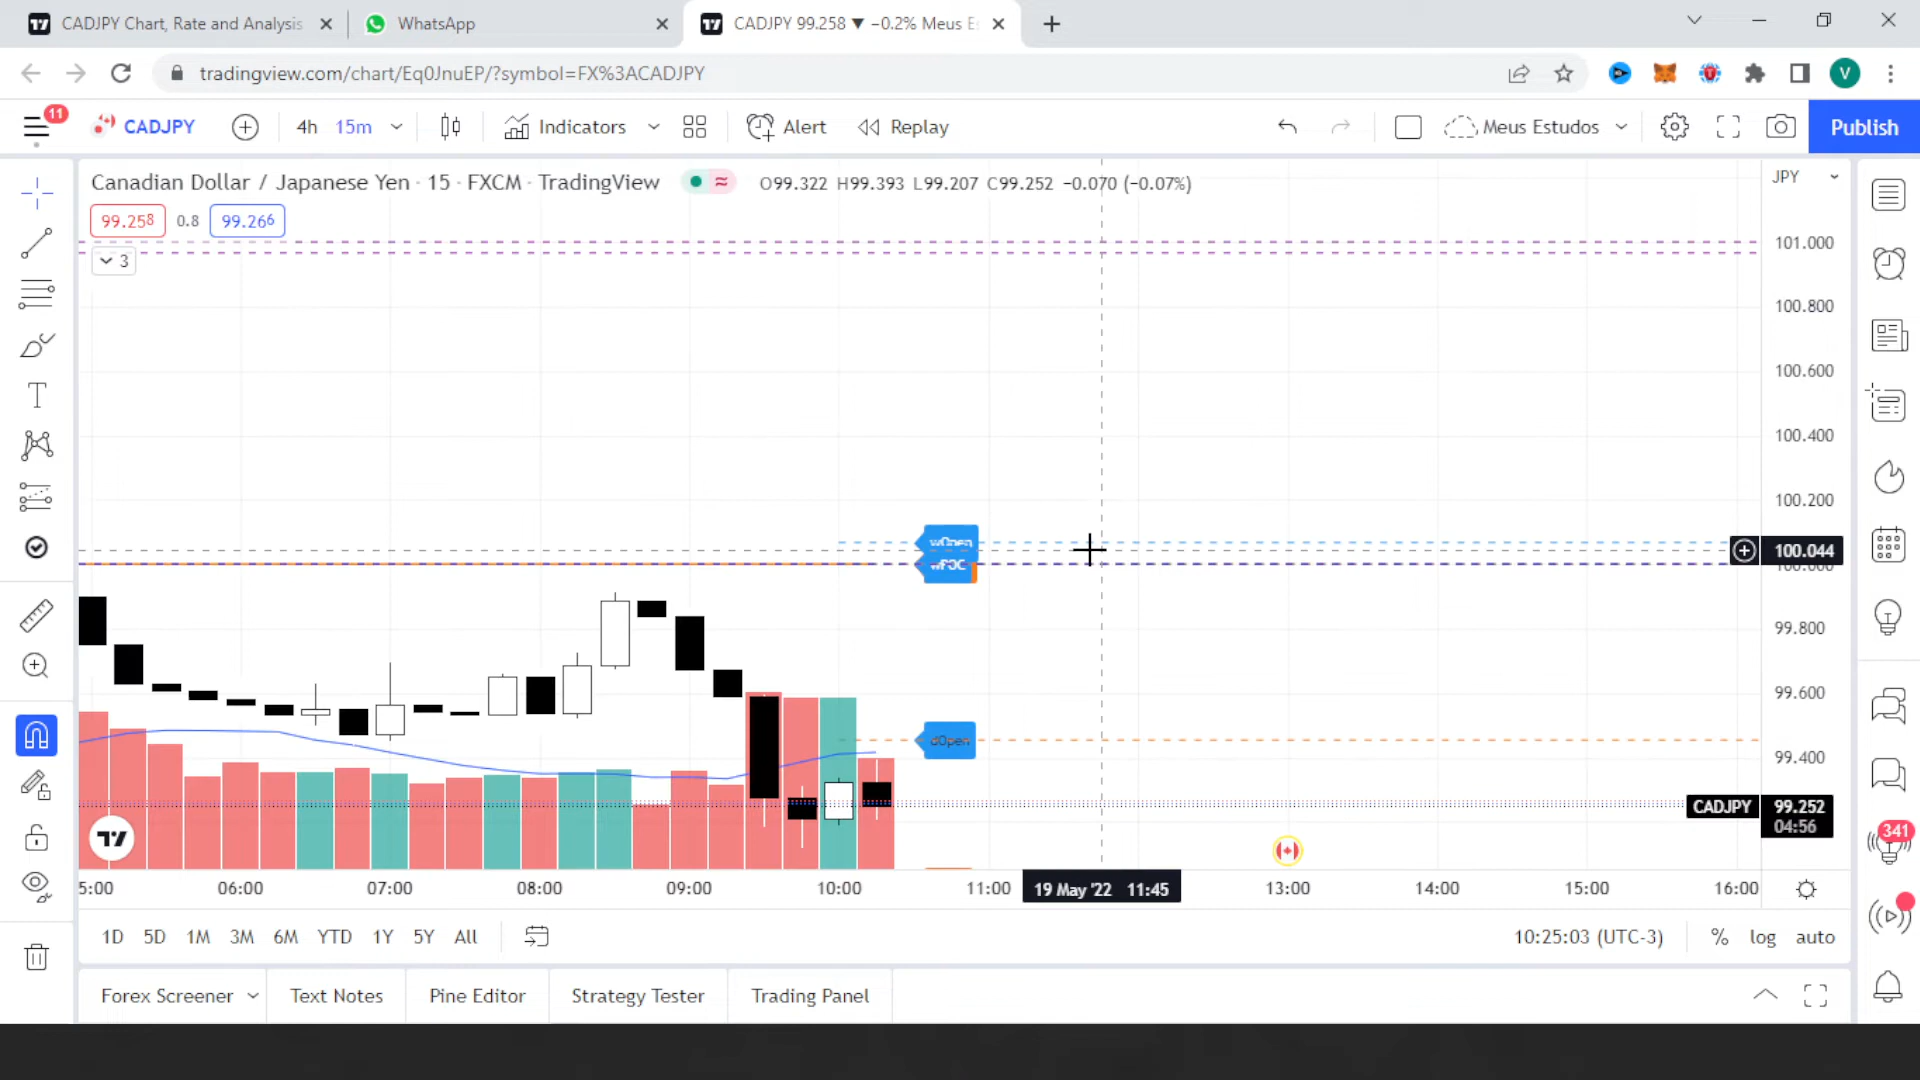 CADJPY Chart, Rate and Analysis
WhatsApp
CADJPY 99.258 ▼ −0.2% Meus E
tradingview.com/chart/Eq0JnuEP/?symbol=FX%3ACADJPY
V
11
CADJPY
4h
15m
Indicators
Alert
Replay
Meus Estudos
Publish
Canadian Dollar / Japanese Yen · 15 · FXCM · TradingView
O99.322 H99.393 L99.207 C99.252 −0.070 (−0.07%)
JPY
99.258
0.8
99.266
3
101.000
100.800
100.600
100.400
100.200
100.044
100.000
99.800
99.600
99.400
wOpen
dOpen
CADJPY
99.252
04:56
341
5:00
06:00
07:00
08:00
09:00
10:00
11:00
19 May '22 11:45
13:00
14:00
15:00
16:00
1D
5D
1M
3M
6M
YTD
1Y
5Y
All
10:25:03 (UTC-3)
%
log
auto
Forex Screener
Text Notes
Pine Editor
Strategy Tester
Trading Panel